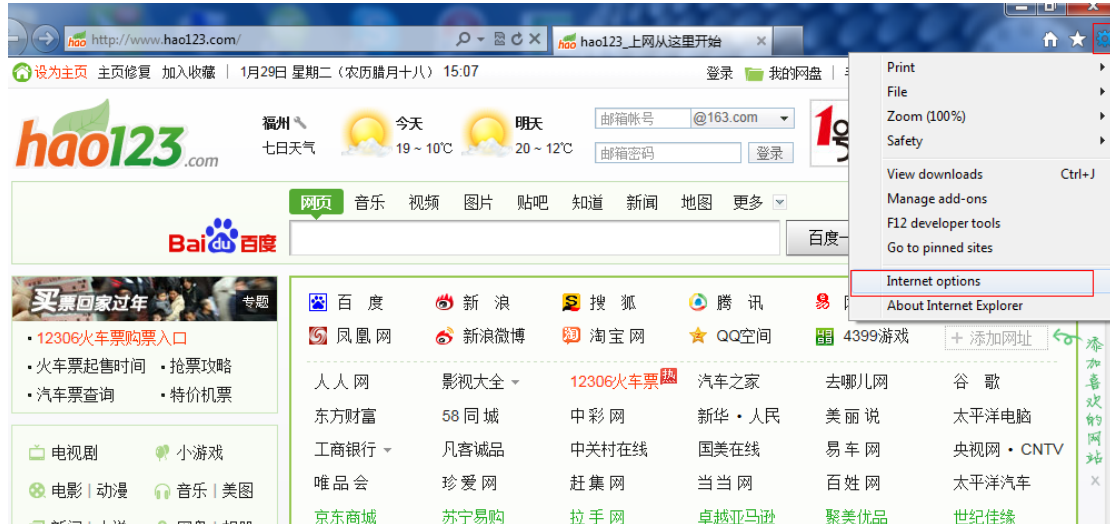 http://www.hao123.com/
hao123_上网从这里开始
设为主页 主页修复 加入收藏 | 1月29日 星期二（农历腊月十八） 15:07 登录 我的网盘
hao123.com
福州
七日天气
今天
19 ~ 10℃
明天
20 ~ 12℃
邮箱帐号 @163.com
邮箱密码 登录
Print
File
Zoom (100%)
Safety
View downloads Ctrl+J
Manage add-ons
F12 developer tools
Go to pinned sites
Internet options
About Internet Explorer
网页 音乐 视频 图片 贴吧 知道 新闻 地图 更多
Bai du 百度
百度一
买票回家过年 专题
12306火车票购票入口
火车票起售时间 抢票攻略
汽车票查询 特价机票
电视剧 小游戏
电影 | 动漫 音乐 | 美图
百 度 新 浪 搜 狐 腾 讯
凤凰网 新浪微博 淘宝网 QQ空间 4399游戏 + 添加网址
添加喜欢的网站
人人网 影视大全 12306火车票 热 汽车之家 去哪儿网 谷 歌
东方财富 58同城 中彩网 新华·人民 美丽说 太平洋电脑
工商银行 凡客诚品 中关村在线 国美在线 易车网 央视网·CNTV
唯品会 珍爱网 赶集网 当当网 百姓网 太平洋汽车
京东商城 苏宁易购 拉手网 卓越亚马逊 聚美优品 世纪佳缘